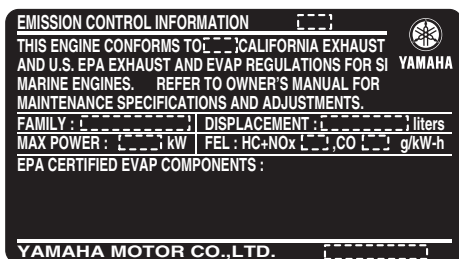 EMISSION CONTROL INFORMATION
THIS ENGINE CONFORMS TO CALIFORNIA EXHAUST
AND U.S. EPA EXHAUST AND EVAP REGULATIONS FOR SI
MARINE ENGINES. REFER TO OWNER'S MANUAL FOR
MAINTENANCE SPECIFICATIONS AND ADJUSTMENTS.
YAMAHA
FAMILY : DISPLACEMENT : liters
MAX POWER : kW FEL : HC+NOx ,CO g/kW-h
EPA CERTIFIED EVAP COMPONENTS :
YAMAHA MOTOR CO.,LTD.